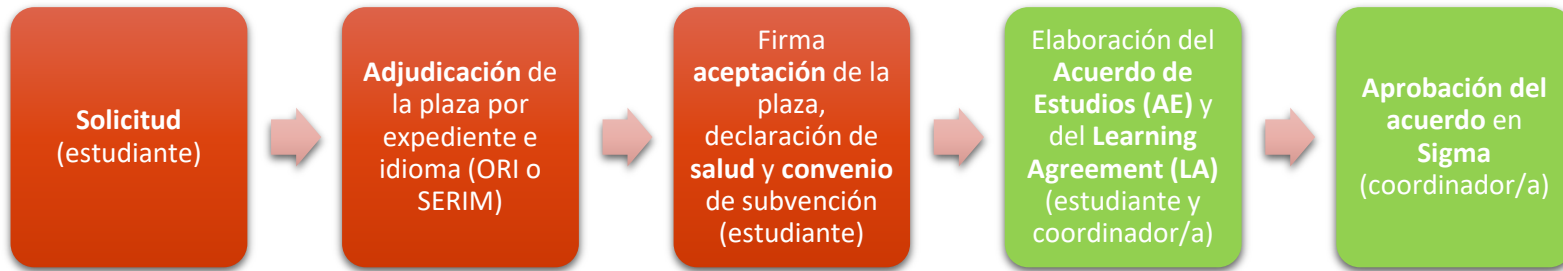 Solicitud
(estudiante)
Adjudicación de
la plaza por
expediente e
idioma (ORI o
SERIM)
Firma
aceptación de la
plaza,
declaración de
salud y convenio
de subvención
(estudiante)
Elaboración del
Acuerdo de
Estudios (AE) y
del Learning
Agreement (LA)
(estudiante y
coordinador/a)
Aprobación del
acuerdo en
Sigma
(coordinador/a)